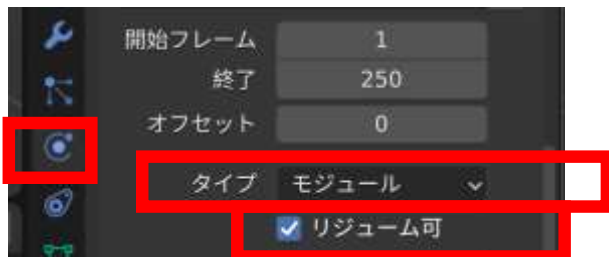 開始フレーム 1
終了 250
オフセット 0
タイプ モジュール
リジューム可